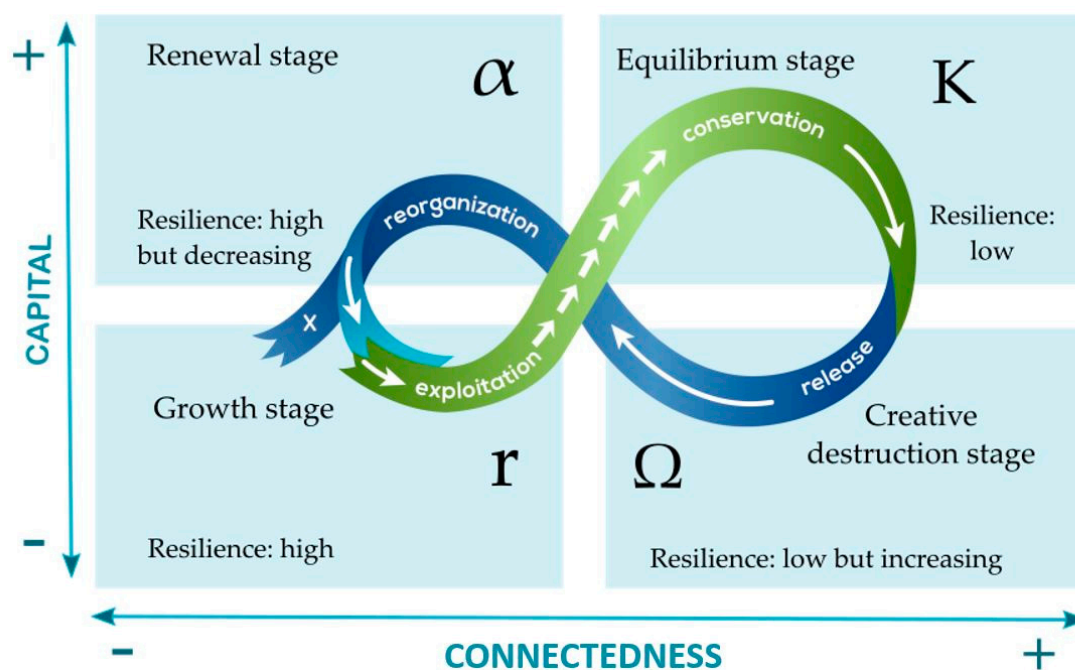 +
Renewal stage
α
Equilibrium stage
K
conservation
reorganization
Resilience: high
but decreasing
Resilience:
low
CAPITAL
x
exploitation
release
Growth stage
Creative
destruction stage
r
Ω
-
Resilience: high
Resilience: low but increasing
-
CONNECTEDNESS
+